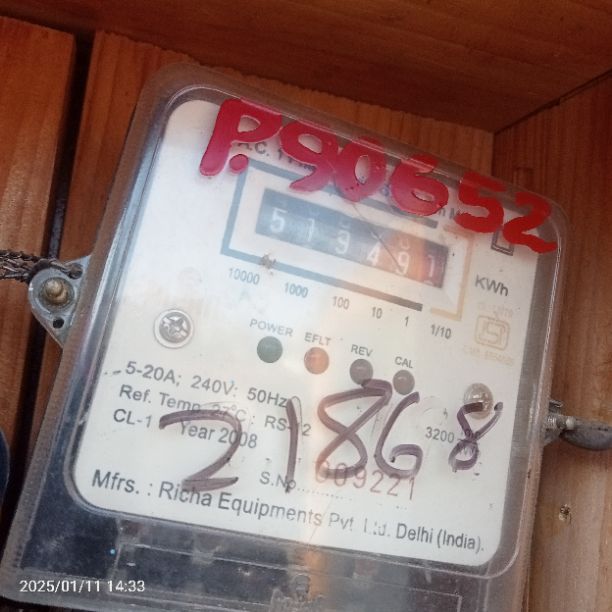 P.90652
519491
KWh
10000 1000 100 10 1 1/10
POWER EFLT REV CAL
5-20A; 240V; 50Hz
Ref. Temp. 27°C RS-12
CL-1 Year 2008 3200
21868
S.No. 009221
Mfrs. : Richa Equipments Pvt. Ltd. Delhi (India).
2025/01/11 14:33